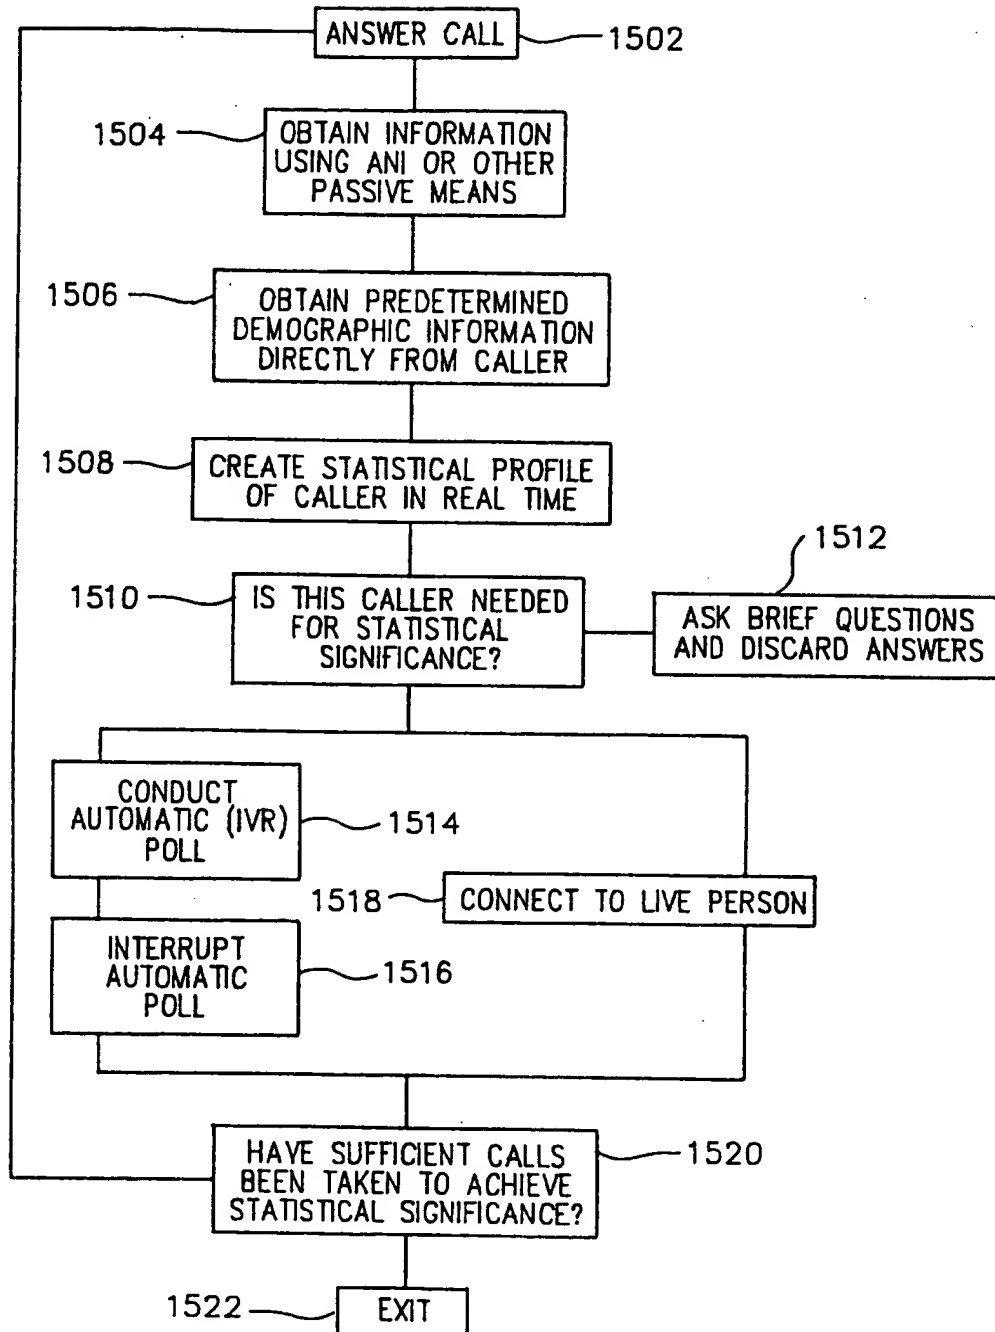 ANSWER CALL
1502
1504
OBTAIN INFORMATION
USING ANI OR OTHER
PASSIVE MEANS
1506
OBTAIN PREDETERMINED
DEMOGRAPHIC INFORMATION
DIRECTLY FROM CALLER
1508
CREATE STATISTICAL PROFILE
OF CALLER IN REAL TIME
1510
IS THIS CALLER NEEDED
FOR STATISTICAL
SIGNIFICANCE?
1512
ASK BRIEF QUESTIONS
AND DISCARD ANSWERS
CONDUCT
AUTOMATIC (IVR)
POLL
1514
INTERRUPT
AUTOMATIC
POLL
1516
1518
CONNECT TO LIVE PERSON
HAVE SUFFICIENT CALLS
BEEN TAKEN TO ACHIEVE
STATISTICAL SIGNIFICANCE?
1520
1522
EXIT